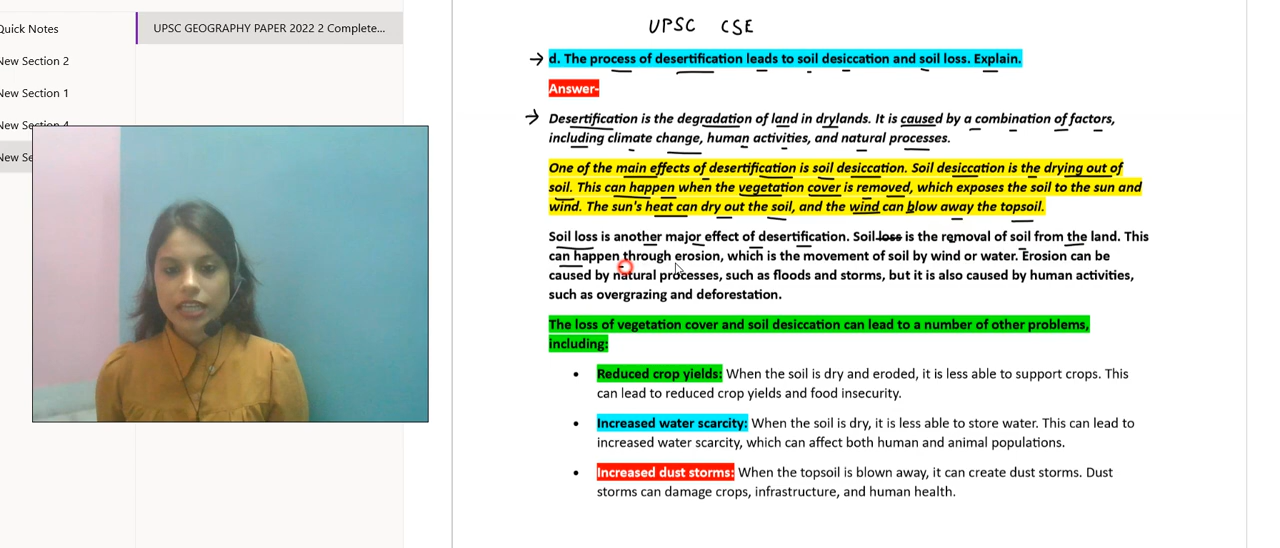 Quick Notes
New Section 2
New Section 1
New Section 4
New Se
UPSC GEOGRAPHY PAPER 2022 2 Complete...
UPSC CSE
d. The process of desertification leads to soil desiccation and soil loss. Explain.
Answer-
Desertification is the degradation of land in drylands. It is caused by a combination of factors,
including climate change, human activities, and natural processes.
One of the main effects of desertification is soil desiccation. Soil desiccation is the drying out of
soil. This can happen when the vegetation cover is removed, which exposes the soil to the sun and
wind. The sun's heat can dry out the soil, and the wind can blow away the topsoil.
Soil loss is another major effect of desertification. Soil loss is the removal of soil from the land. This
can happen through erosion, which is the movement of soil by wind or water. Erosion can be
caused by natural processes, such as floods and storms, but it is also caused by human activities,
such as overgrazing and deforestation.
The loss of vegetation cover and soil desiccation can lead to a number of other problems,
including:
• Reduced crop yields: When the soil is dry and eroded, it is less able to support crops. This
can lead to reduced crop yields and food insecurity.
• Increased water scarcity: When the soil is dry, it is less able to store water. This can lead to
increased water scarcity, which can affect both human and animal populations.
• Increased dust storms: When the topsoil is blown away, it can create dust storms. Dust
storms can damage crops, infrastructure, and human health.